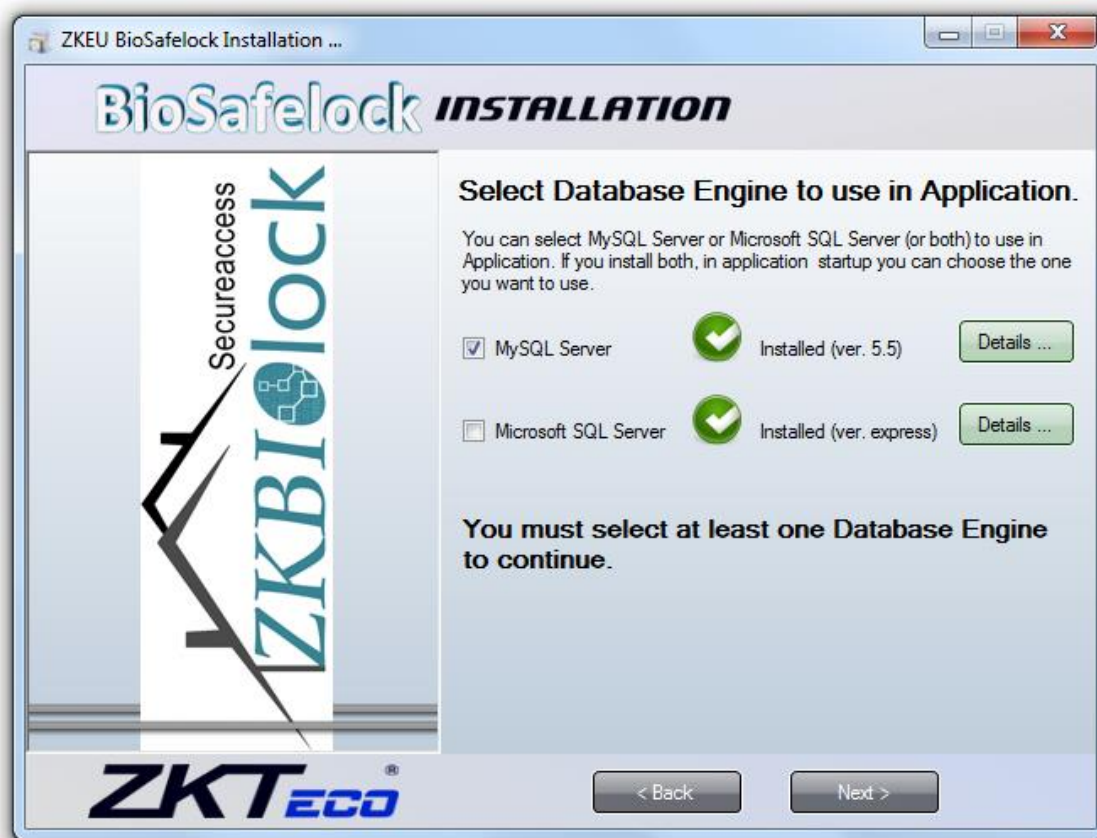 ZKEU BioSafelock Installation ...
BioSafelock INSTALLATION
Secureaccess
ZKBIOlock
Select Database Engine to use in Application.
You can select MySQL Server or Microsoft SQL Server (or both) to use in
Application. If you install both, in application startup you can choose the one
you want to use.
MySQL Server Installed (ver. 5.5) Details ...
Microsoft SQL Server Installed (ver. express) Details ...
You must select at least one Database Engine
to continue.
ZKTECO ®
< Back Next >